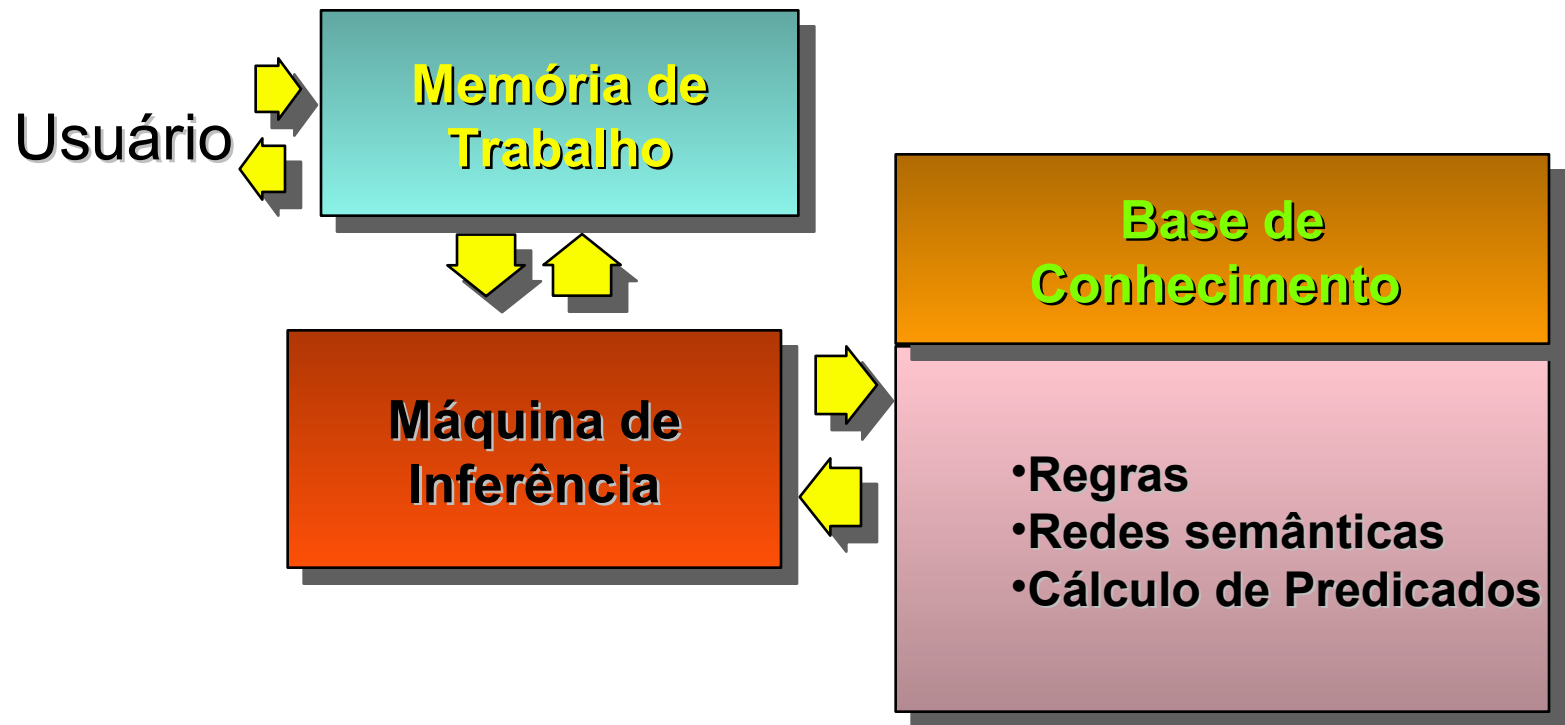 Usuário
Memória de
Trabalho
Base de
Conhecimento
Máquina de
Inferência
•Regras
•Redes semânticas
•Cálculo de Predicados